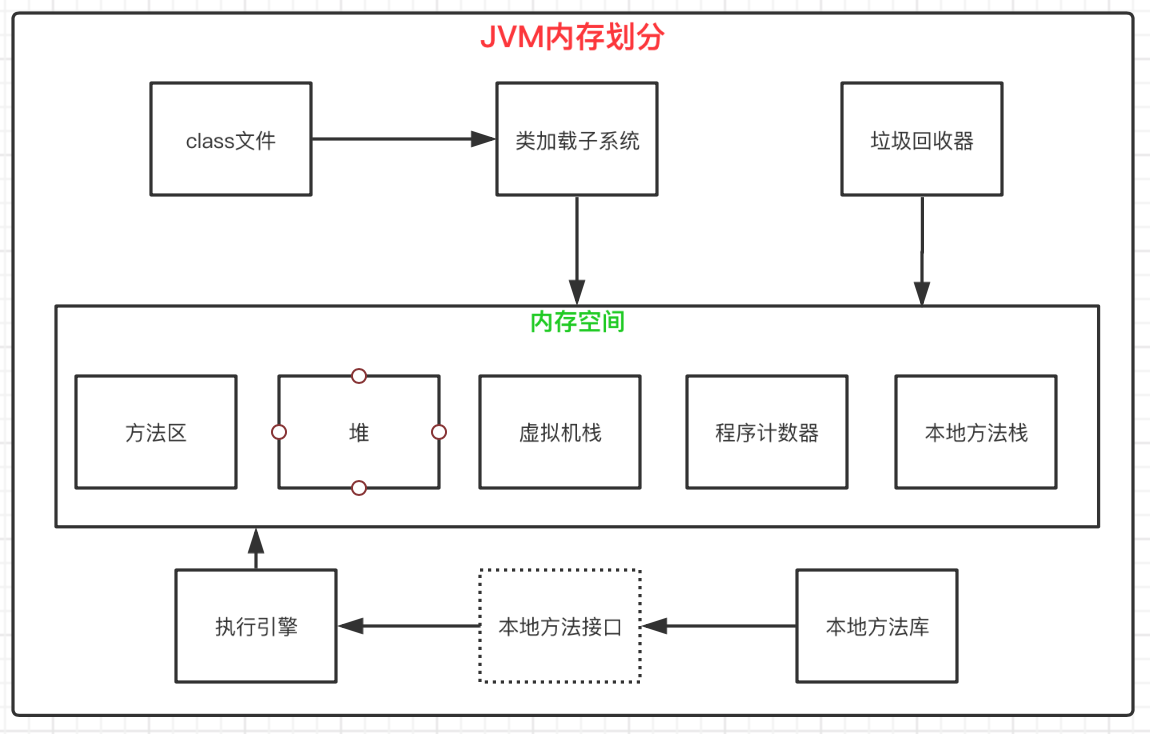 JVM内存划分
class文件
类加载子系统
垃圾回收器
内存空间
方法区
堆
虚拟机栈
程序计数器
本地方法栈
执行引擎
本地方法接口
本地方法库